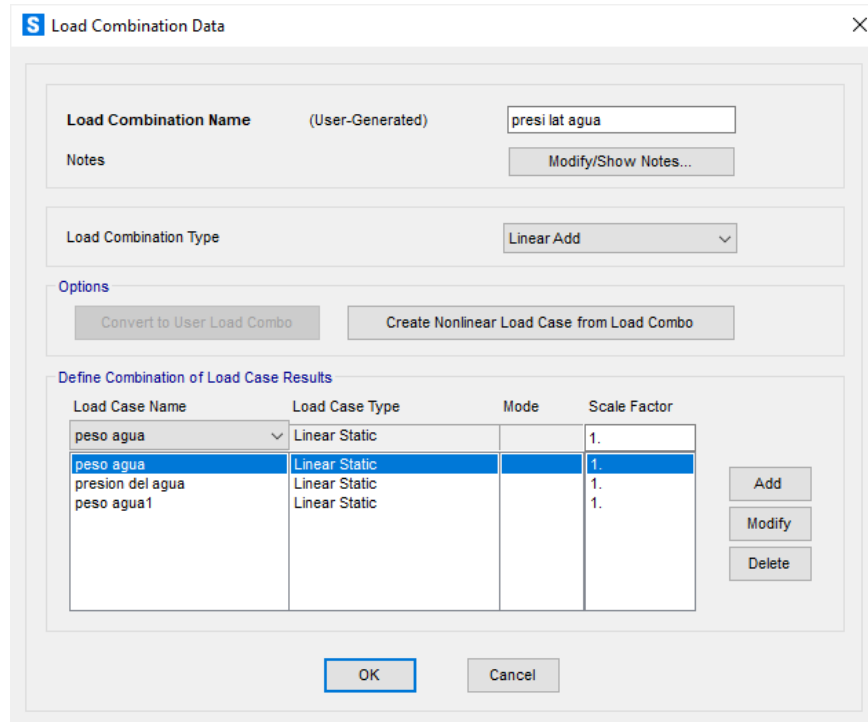 S Load Combination Data
Load Combination Name (User-Generated) presi lat agua
Notes Modify/Show Notes...
Load Combination Type Linear Add
Options
Convert to User Load Combo Create Nonlinear Load Case from Load Combo
Define Combination of Load Case Results
Load Case Name Load Case Type Mode Scale Factor
peso agua Linear Static 1.
peso agua Linear Static 1.
presion del agua Linear Static 1.
peso agua1 Linear Static 1.
Add
Modify
Delete
OK Cancel